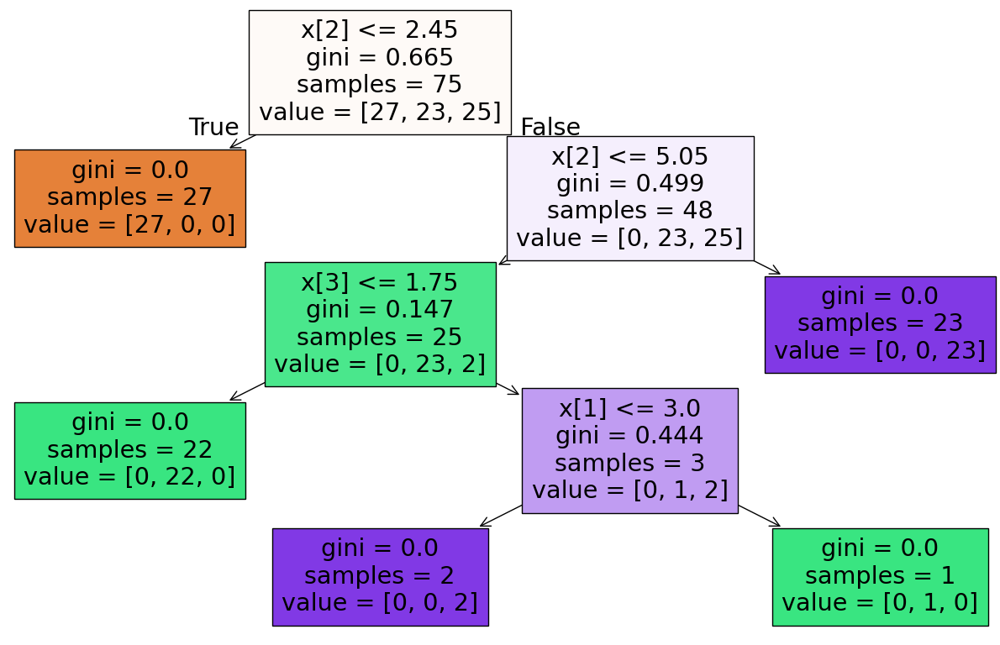 x[2] <= 2.45
gini = 0.665
samples = 75
value = [27, 23, 25]
True
False
gini = 0.0
samples = 27
value = [27, 0, 0]
x[2] <= 5.05
gini = 0.499
samples = 48
value = [0, 23, 25]
x[3] <= 1.75
gini = 0.147
samples = 25
value = [0, 23, 2]
gini = 0.0
samples = 23
value = [0, 0, 23]
gini = 0.0
samples = 22
value = [0, 22, 0]
x[1] <= 3.0
gini = 0.444
samples = 3
value = [0, 1, 2]
gini = 0.0
samples = 2
value = [0, 0, 2]
gini = 0.0
samples = 1
value = [0, 1, 0]